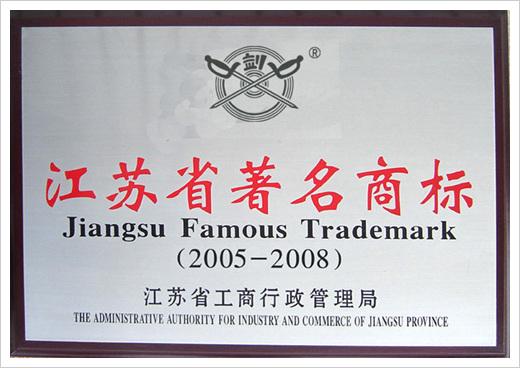 剑 ®
江苏省著名商标
Jiangsu Famous Trademark
(2005-2008)
江苏省工商行政管理局
THE ADMINISTRATIVE AUTHORITY FOR INDUSTRY AND COMMERCE OF JIANGSU PROVINCE